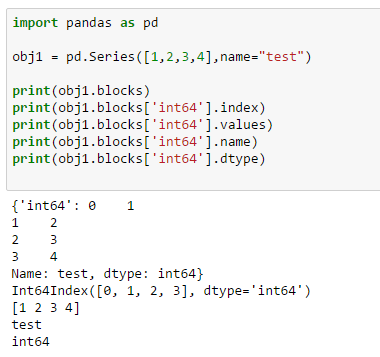 import pandas as pd
obj1 = pd.Series([1,2,3,4],name="test")
print(obj1.blocks)
print(obj1.blocks['int64'].index)
print(obj1.blocks['int64'].values)
print(obj1.blocks['int64'].name)
print(obj1.blocks['int64'].dtype)
{'int64': 0    1
1    2
2    3
3    4
Name: test, dtype: int64}
Int64Index([0, 1, 2, 3], dtype='int64')
[1 2 3 4]
test
int64